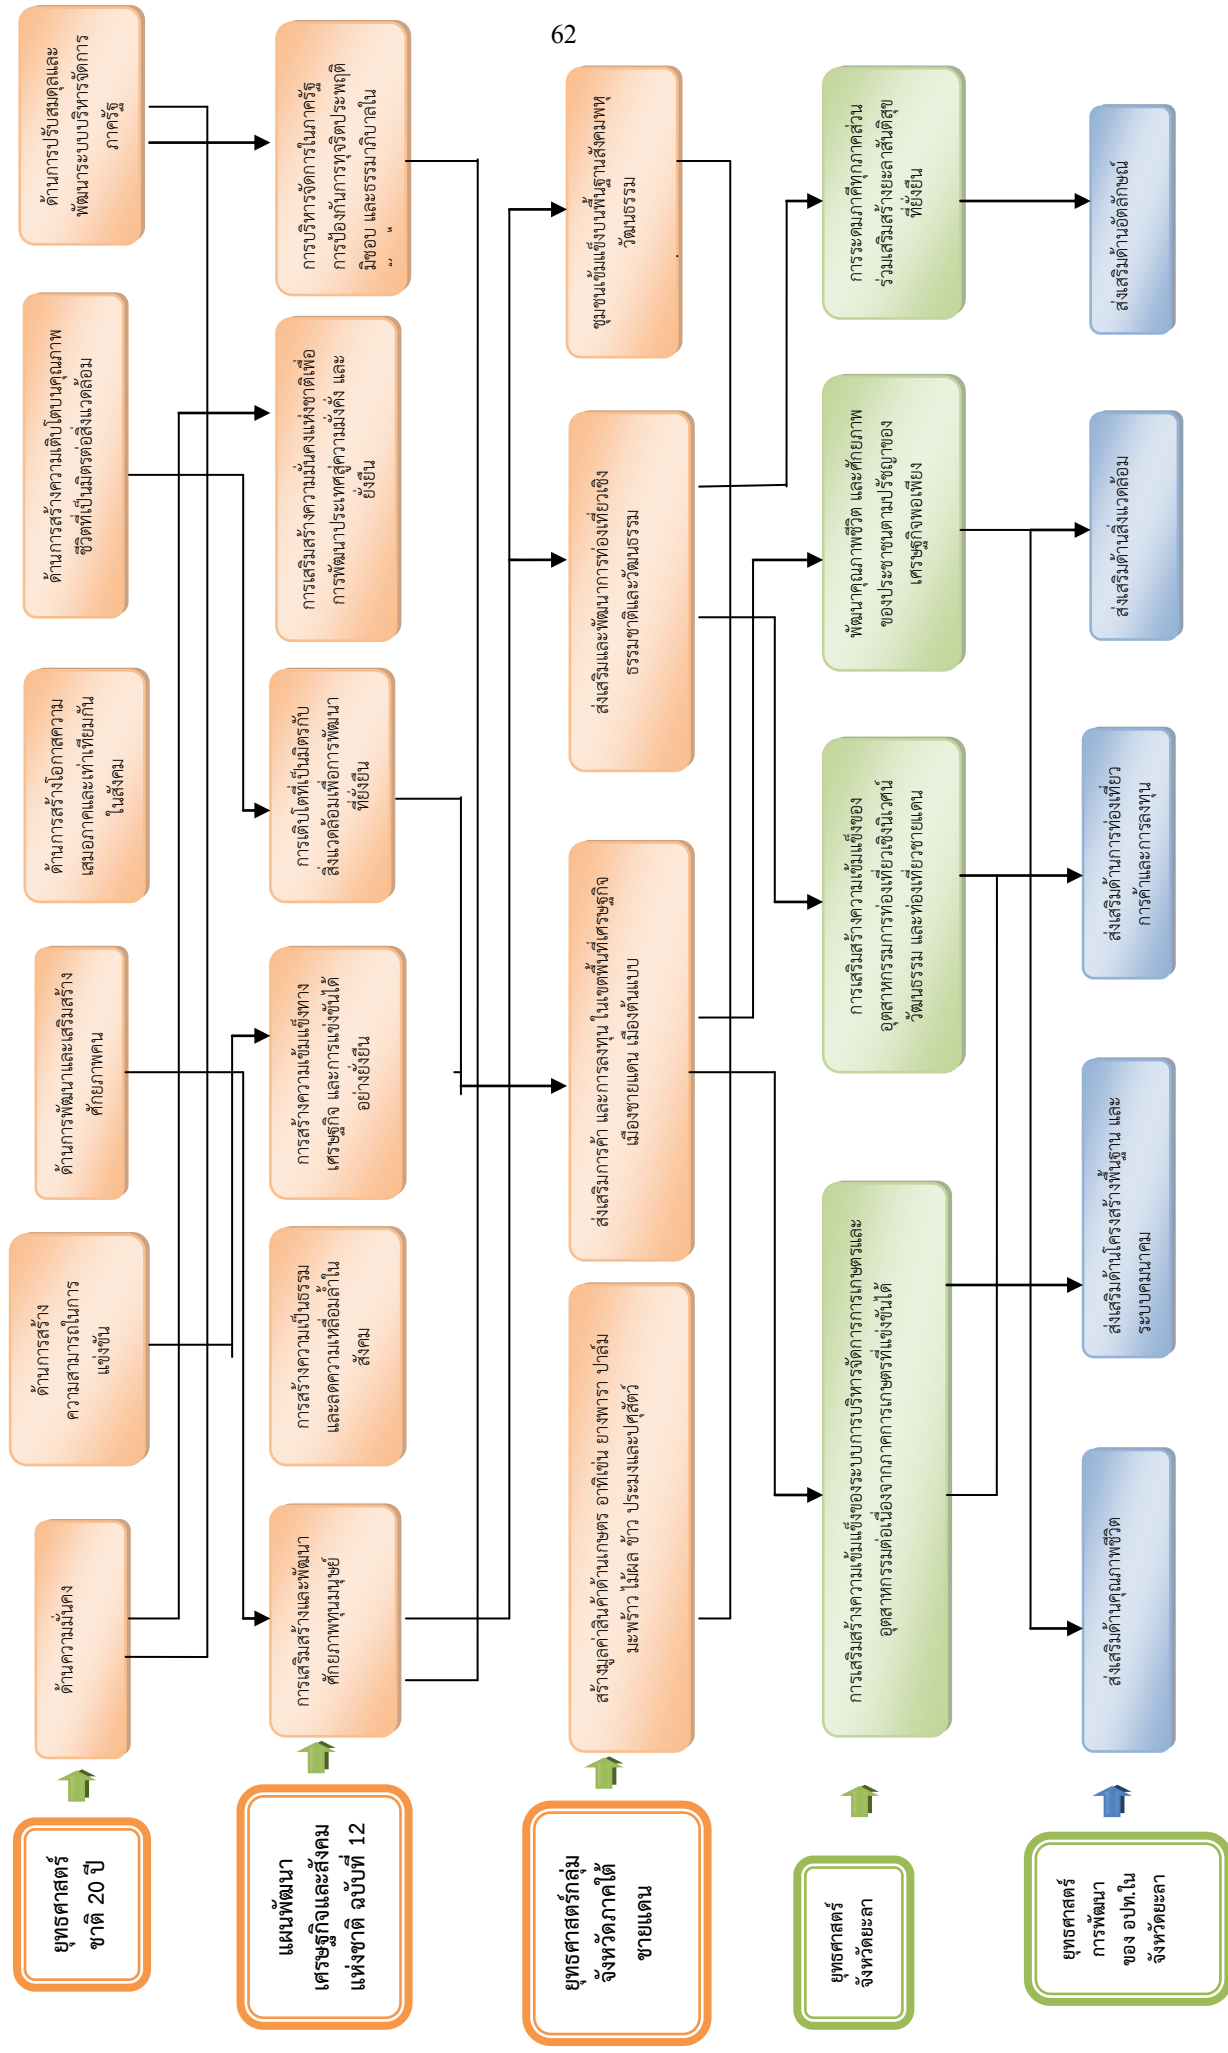 62
ยุทธศาสตร์
ชาติ 20 ปี
ด้านความมั่นคง
ด้านการสร้าง
ความสามารถในการ
แข่งขัน
ด้านการพัฒนาและเสริมสร้าง
ศักยภาพคน
ด้านการสร้างโอกาสความ
เสมอภาคและเท่าเทียมกัน
ในสังคม
ด้านการสร้างความเติบโตบนคุณภาพ
ชีวิตที่เป็นมิตรต่อสิ่งแวดล้อม
ด้านการปรับสมดุลและ
พัฒนาระบบบริหารจัดการ
ภาครัฐ
แผนพัฒนา
เศรษฐกิจและสังคม
แห่งชาติ ฉบับที่ 12
การเสริมสร้างและพัฒนา
ศักยภาพทุนมนุษย์
การสร้างความเป็นธรรม
และลดความเหลื่อมล้ำใน
สังคม
การสร้างความเข้มแข็งทาง
เศรษฐกิจ และการแข่งขันได้
อย่างยั่งยืน
การเติบโตที่เป็นมิตรกับ
สิ่งแวดล้อมเพื่อการพัฒนา
ที่ยั่งยืน
การเสริมสร้างความมั่นคงแห่งชาติเพื่อ
การพัฒนาประเทศสู่ความมั่งคั่ง และ
ยั่งยืน
การบริหารจัดการในภาครัฐ
การป้องกันการทุจริตประพฤติ
มิชอบ และธรรมาภิบาลใน
ยุทธศาสตร์กลุ่ม
จังหวัดภาคใต้
ชายแดน
สร้างมูลค่าสินค้าด้านเกษตร อาทิเช่น ยางพารา ปาล์ม
มะพร้าว ไม้ผล ข้าว ประมงและปศุสัตว์
ส่งเสริมการค้า และการลงทุน ในเขตพื้นที่เศรษฐกิจ
เมืองชายแดน เมืองต้นแบบ
ส่งเสริมและพัฒนาการท่องเที่ยวเชิง
ธรรมชาติและวัฒนธรรม
ชุมชนเข้มแข็งบนพื้นฐานสังคมพหุ
วัฒนธรรม
ยุทธศาสตร์
จังหวัดยะลา
การเสริมสร้างความเข้มแข็งของระบบการบริหารจัดการการเกษตรและ
อุตสาหกรรมต่อเนื่องจากภาคการเกษตรที่แข่งขันได้
การเสริมสร้างความเข้มแข็งของ
อุตสาหกรรมการท่องเที่ยวเชิงนิเวศน์
วัฒนธรรม และท่องเที่ยวชายแดน
พัฒนาคุณภาพชีวิต และศักยภาพ
ของประชาชนตามปรัชญาของ
เศรษฐกิจพอเพียง
การระดมภาคีทุกภาคส่วน
ร่วมเสริมสร้างยะลาสันติสุข
ที่ยั่งยืน
ยุทธศาสตร์
การพัฒนา
ของ อปท.ใน
จังหวัดยะลา
ส่งเสริมด้านคุณภาพชีวิต
ส่งเสริมด้านโครงสร้างพื้นฐาน และ
ระบบคมนาคม
ส่งเสริมด้านการท่องเที่ยว
การค้าและการลงทุน
ส่งเสริมด้านสิ่งแวดล้อม
ส่งเสริมด้านอัตลักษณ์